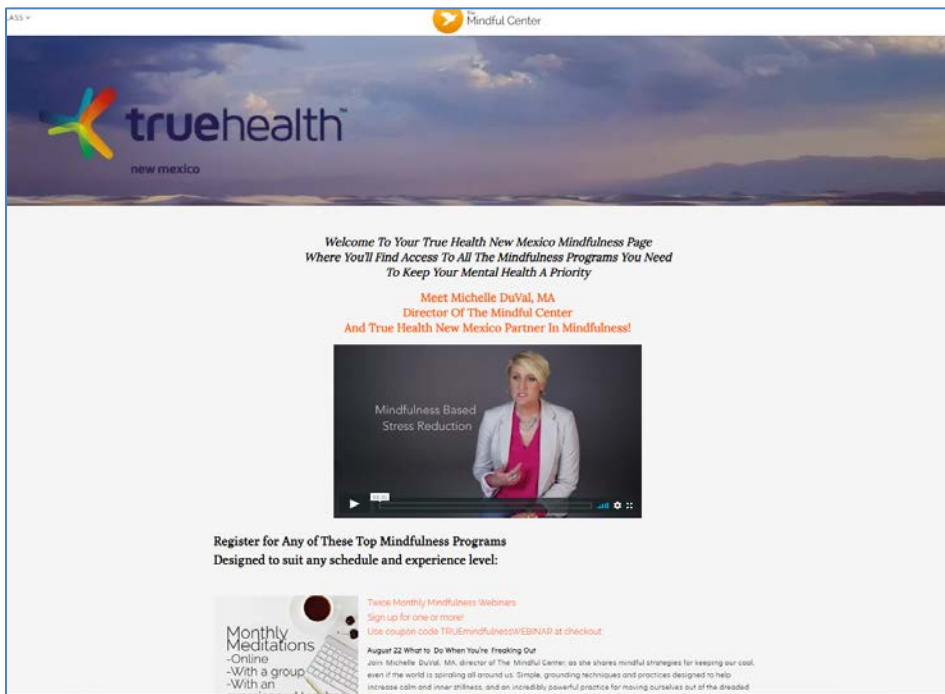 LASS
The
Mindful Center
truehealth™
new mexico
Welcome To Your True Health New Mexico Mindfulness Page
Where You'll Find Access To All The Mindfulness Programs You Need
To Keep Your Mental Health A Priority
Meet Michelle DuVal, MA
Director Of The Mindful Center
And True Health New Mexico Partner In Mindfulness!
Mindfulness Based
Stress Reduction
Register for Any of These Top Mindfulness Programs
Designed to suit any schedule and experience level:
Monthly
Meditations
-Online
-With a group
-With an
Twice Monthly Mindfulness Webinars
Sign up for one or more!
Use coupon code TRUEmindfulnessWEBINAR at checkout
August 22 What to Do When You're Freaking Out
Join Michelle DuVal, MA, director of The Mindful Center, as she shares mindful strategies for keeping our cool,
even if the world is spiraling all around us. Simple, grounding techniques and practices designed to help
increase calm and inner stillness, and an incredibly powerful practice for moving ourselves out of the dreaded